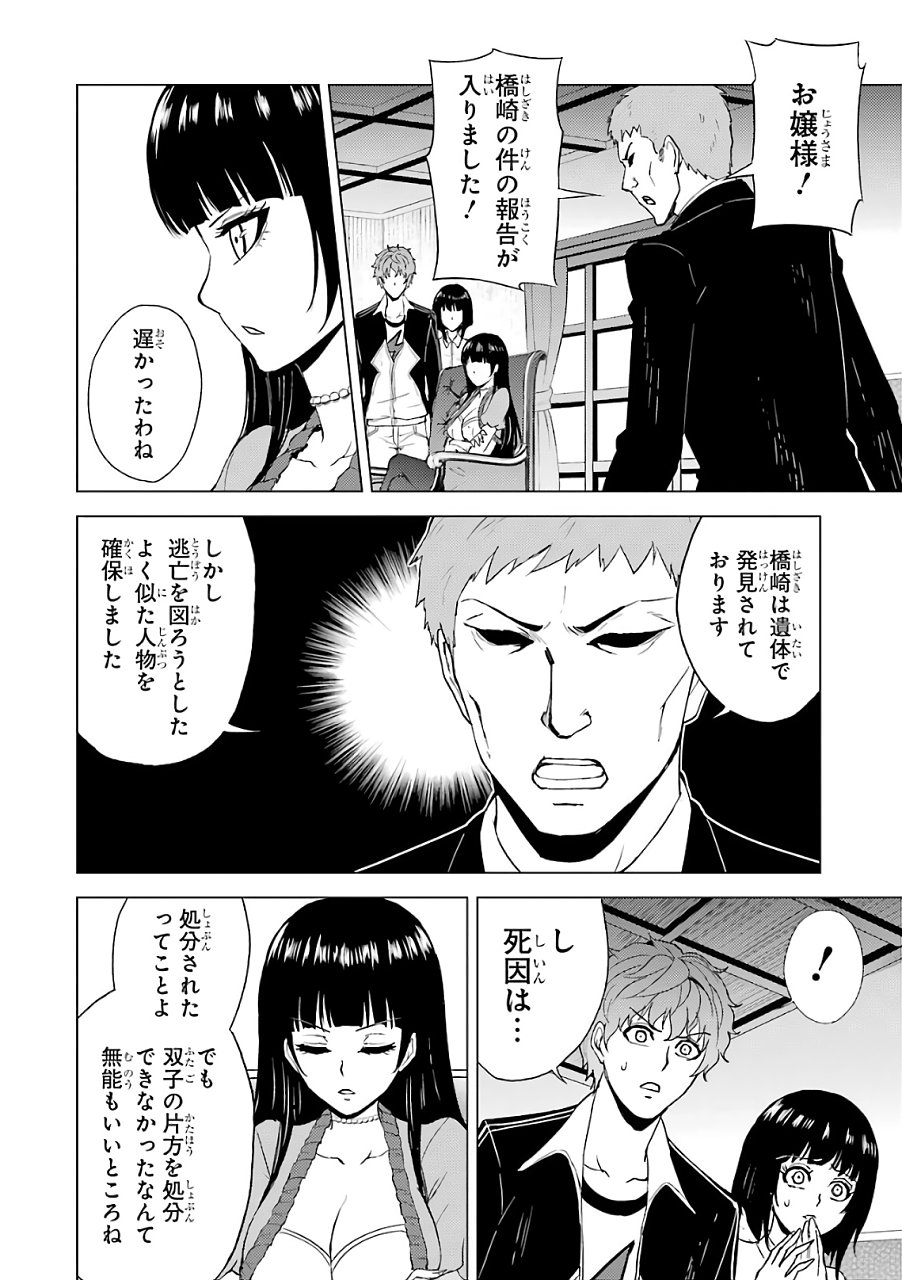 お嬢様!
橋崎の件の報告が
入りました!
遅かったわね
橋崎は遺体で
発見されて
おります
しかし
逃亡を図ろうとした
よく似た人物を
確保しました
!
し
死因は…
処分された
ってことよ
でも
双子の片方を処分
できなかったなんて
無能もいいところね